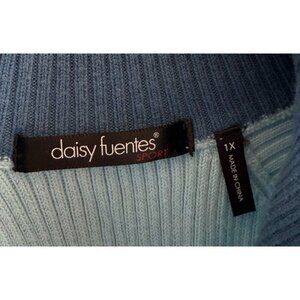 daisy fuentes®
SPORT
1X
MADE IN CHINA